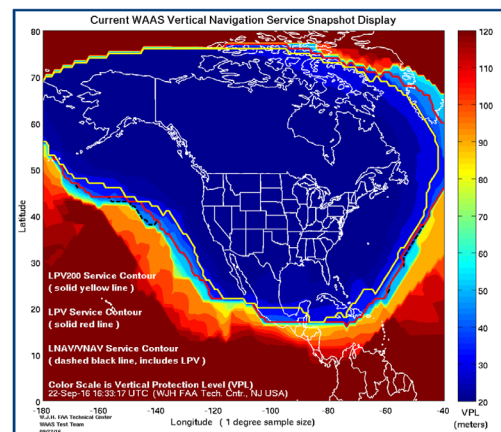 Current WAAS Vertical Navigation Service Snapshot Display
80
70
60
50
40
30
20
10
0
Latitude
-180
-160
-140
-120
-100
-80
-60
-40
Longitude ( 1 degree sample size)
LPV200 Service Contour
( solid yellow line )
LPV Service Contour
(solid red line )
LNAV/VNAV Service Contour
( dashed black line, includes LPV)
Color Scale is Vertical Protection Level (VPL)
22-Sep-16 16:33:17 UTC (WJH FAA Tech. Cntr., NJ USA)
W.J.H. FAA Technical Center
WAAS Test Team
120
110
100
90
80
70
60
50
40
30
20
VPL
(meters)